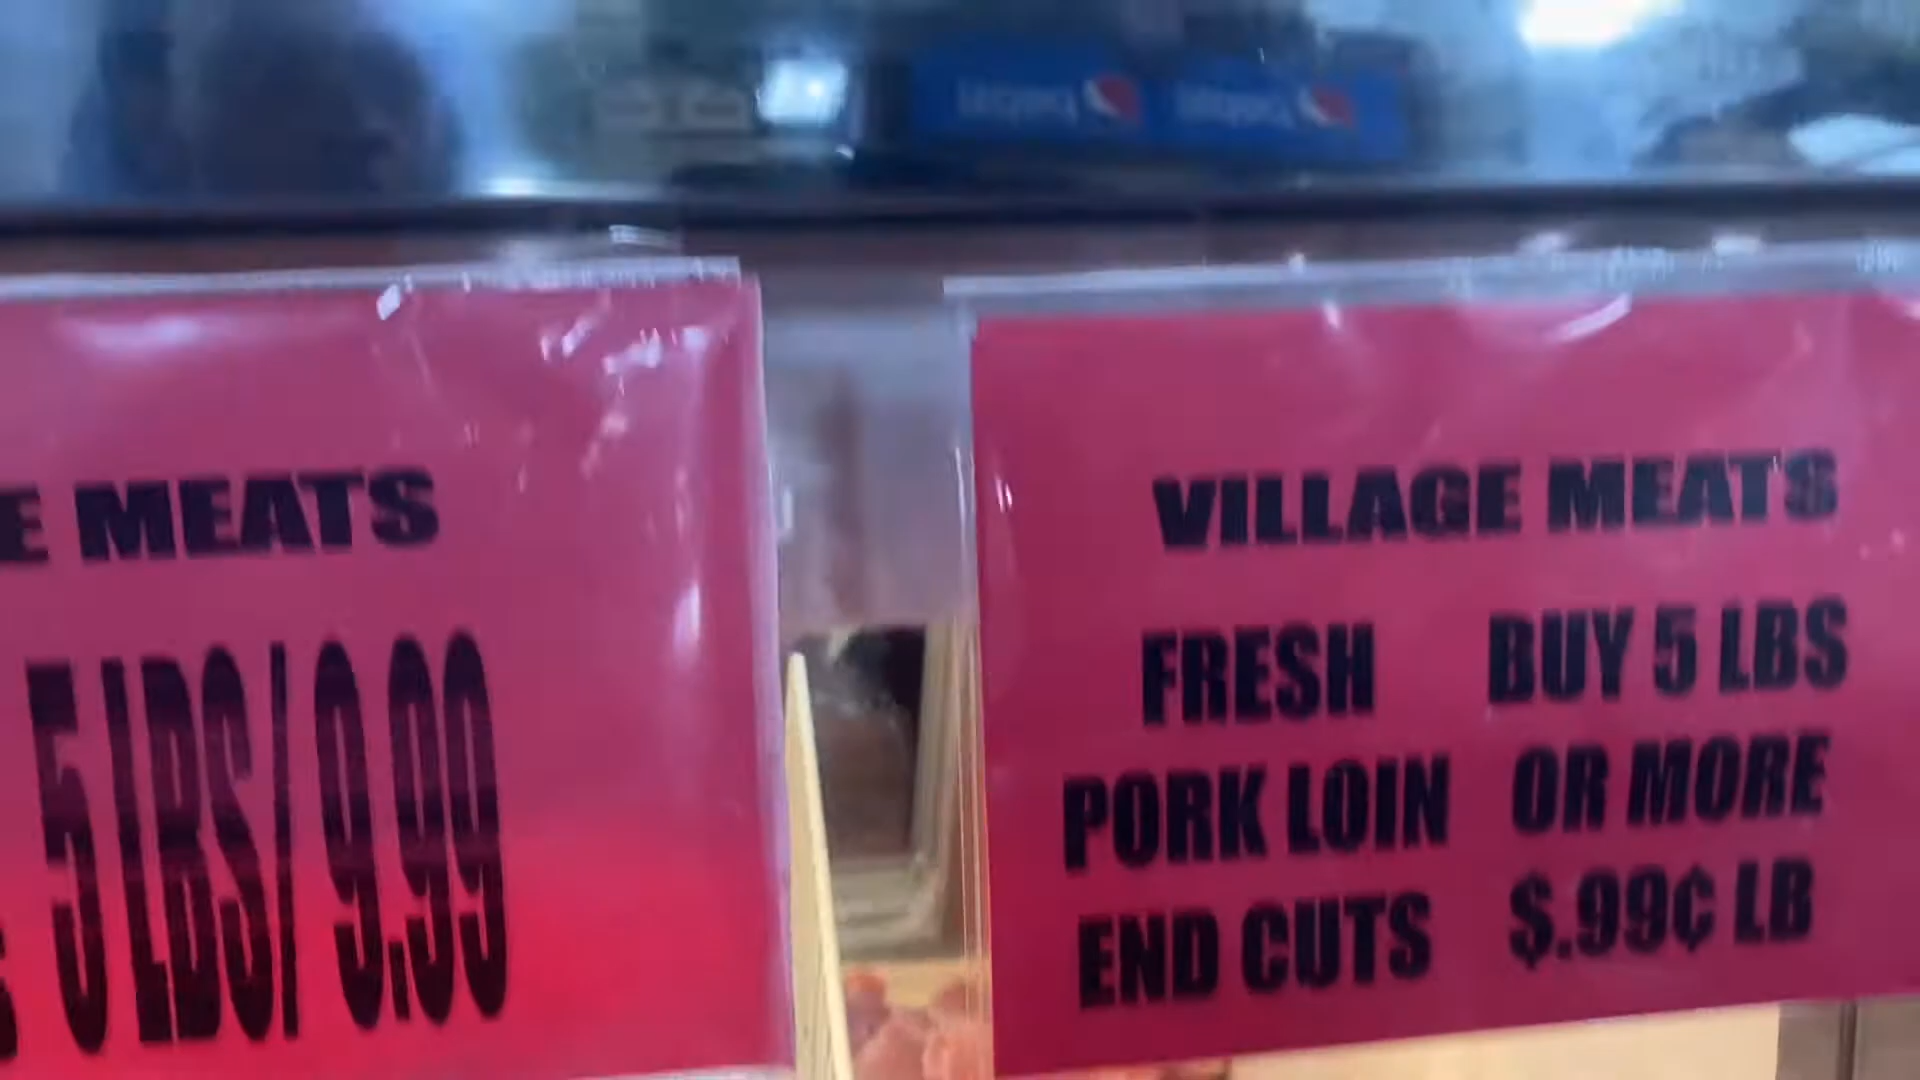 E MEATS
5 LBS/ 9.99
VILLAGE MEATS
FRESH BUY 5 LBS
PORK LOIN OR MORE
END CUTS $.99¢ LB